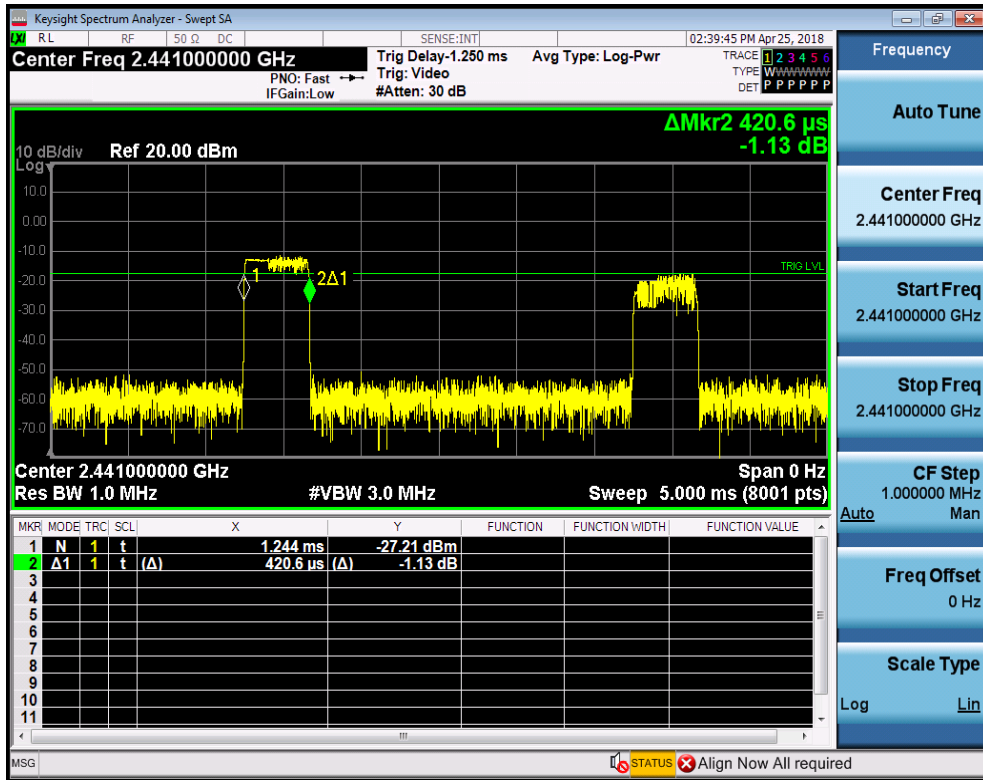 Keysight Spectrum Analyzer - Swept SA
LXI RL RF 50 Ω DC SENSE:INT 02:39:45 PM Apr 25, 2018
Center Freq 2.441000000 GHz
PNO: Fast
IFGain:Low
Trig Delay-1.250 ms
Trig: Video
#Atten: 30 dB
Avg Type: Log-Pwr
TRACE 1 2 3 4 5 6
TYPE WWWWWW
DET P P P P P P
ΔMkr2 420.6 µs
-1.13 dB
10 dB/div Ref 20.00 dBm
Log
10.0
0.00
-10.0
-20.0
-30.0
-40.0
-50.0
-60.0
-70.0
1
2Δ1
TRIG LVL
Center 2.441000000 GHz Span 0 Hz
Res BW 1.0 MHz #VBW 3.0 MHz Sweep 5.000 ms (8001 pts)
MKR MODE TRC SCL X Y FUNCTION FUNCTION WIDTH FUNCTION VALUE
1 N 1 t 1.244 ms -27.21 dBm
2 Δ1 1 t (Δ) 420.6 µs (Δ) -1.13 dB
3
4
5
6
7
8
9
10
11
MSG STATUS Align Now All required
Frequency
Auto Tune
Center Freq
2.441000000 GHz
Start Freq
2.441000000 GHz
Stop Freq
2.441000000 GHz
CF Step
1.000000 MHz
Auto Man
Freq Offset
0 Hz
Scale Type
Log Lin